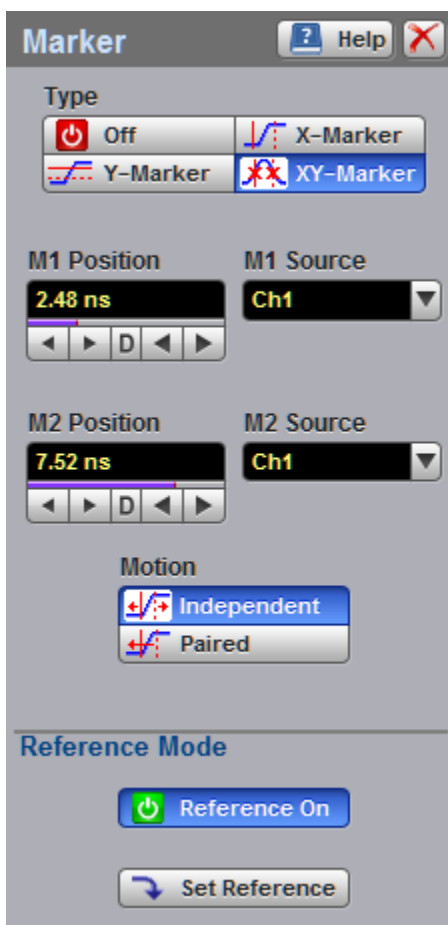 Marker
Help
Type
Off
X-Marker
Y-Marker
XY-Marker
M1 Position
M1 Source
2.48 ns
Ch1
D
M2 Position
M2 Source
7.52 ns
Ch1
D
Motion
Independent
Paired
Reference Mode
Reference On
Set Reference